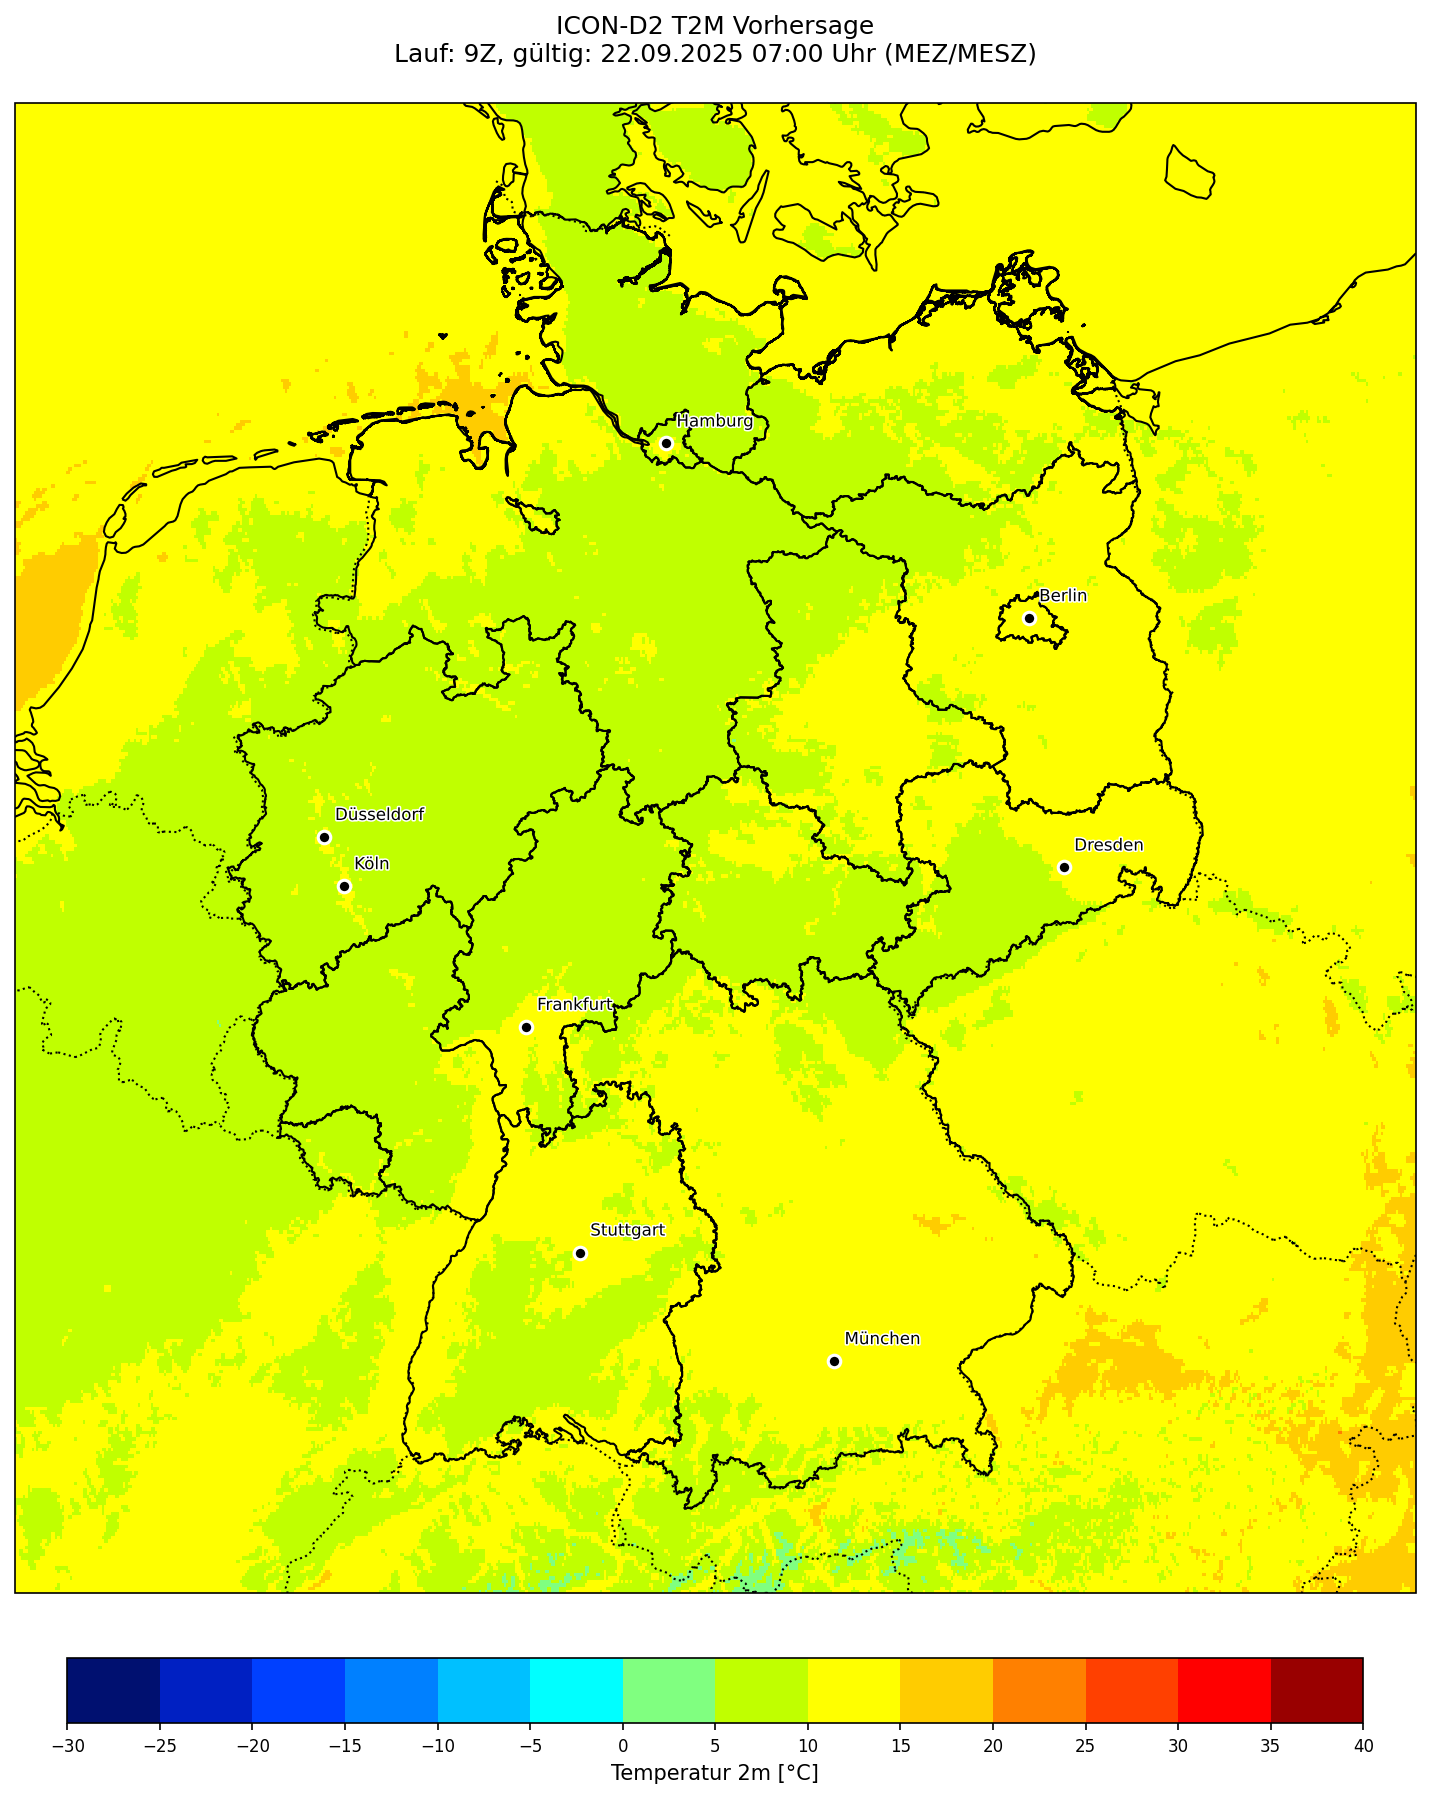 ICON-D2 T2M Vorhersage
Lauf: 9Z, gültig: 22.09.2025 07:00 Uhr (MEZ/MESZ)
Hamburg
Berlin
Düsseldorf
Dresden
Köln
Frankfurt
Stuttgart
München
−30 −25 −20 −15 −10 −5 0 5 10 15 20 25 30 35 40
Temperatur 2m [°C]